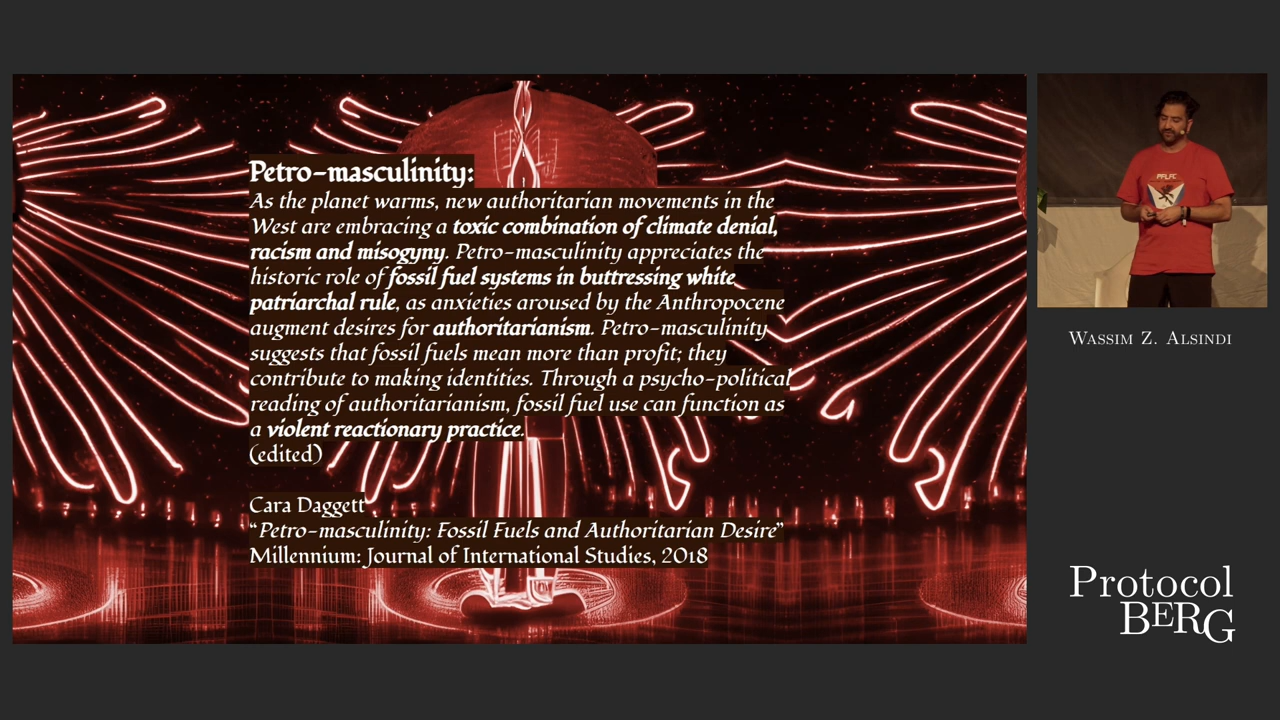 Petro-masculinity:
As the planet warms, new authoritarian movements in the
West are embracing a toxic combination of climate denial,
racism and misogyny. Petro-masculinity appreciates the
historic role of fossil fuel systems in buttressing white
patriarchal rule, as anxieties aroused by the Anthropocene
augment desires for authoritarianism. Petro-masculinity
suggests that fossil fuels mean more than profit; they
contribute to making identities. Through a psycho-political
reading of authoritarianism, fossil fuel use can function as
a violent reactionary practice.
(edited)
Cara Daggett
“Petro-masculinity: Fossil Fuels and Authoritarian Desire”
Millennium: Journal of International Studies, 2018
PFLFC
Wassim Z. Alsindi
Protocol
BERG